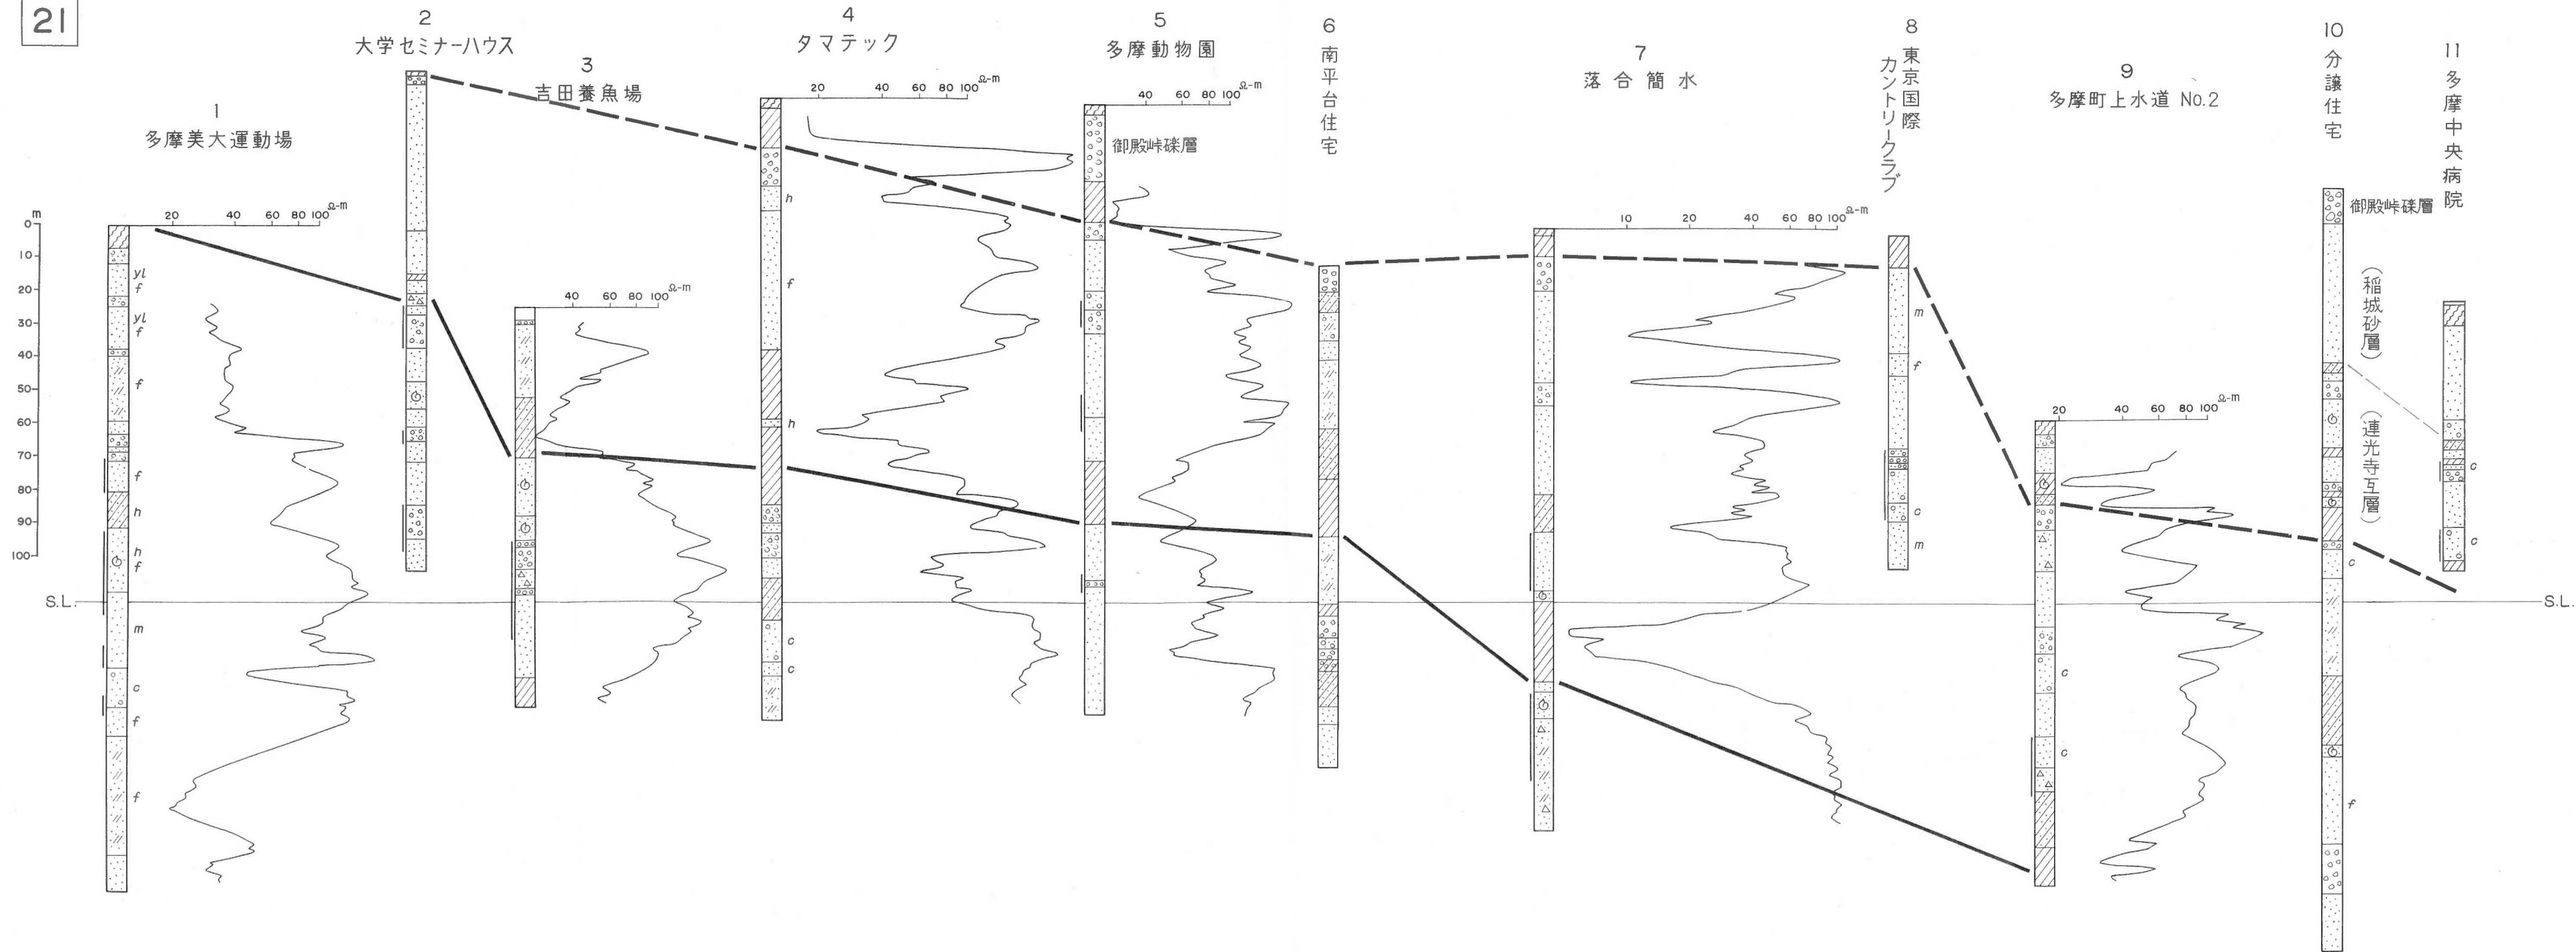 21
1
多摩美大運動場
2
大学セミナーハウス
3
吉田養魚場
4
タマテック
5
多摩動物園
6
南平台住宅
7
落合簡水
8
東京国際
カントリークラブ
9
多摩町上水道 No.2
10
分譲住宅
11
多摩中央病院
m
0
10
20
30
40
50
60
70
80
90
100
S.L.
20 40 60 80 100 Ω-m
yl
f
yl
f
f
f
h
h
f
m
c
f
f
40 60 80 100 Ω-m
20 40 60 80 100 Ω-m
h
f
h
c
c
40 60 80 100 Ω-m
御殿峠礫層
10 20 40 60 80 100 Ω-m
m
f
c
m
20 40 60 80 100 Ω-m
c
c
御殿峠礫層
(稲城砂層)
(連光寺互層)
c
f
c
c
S.L.